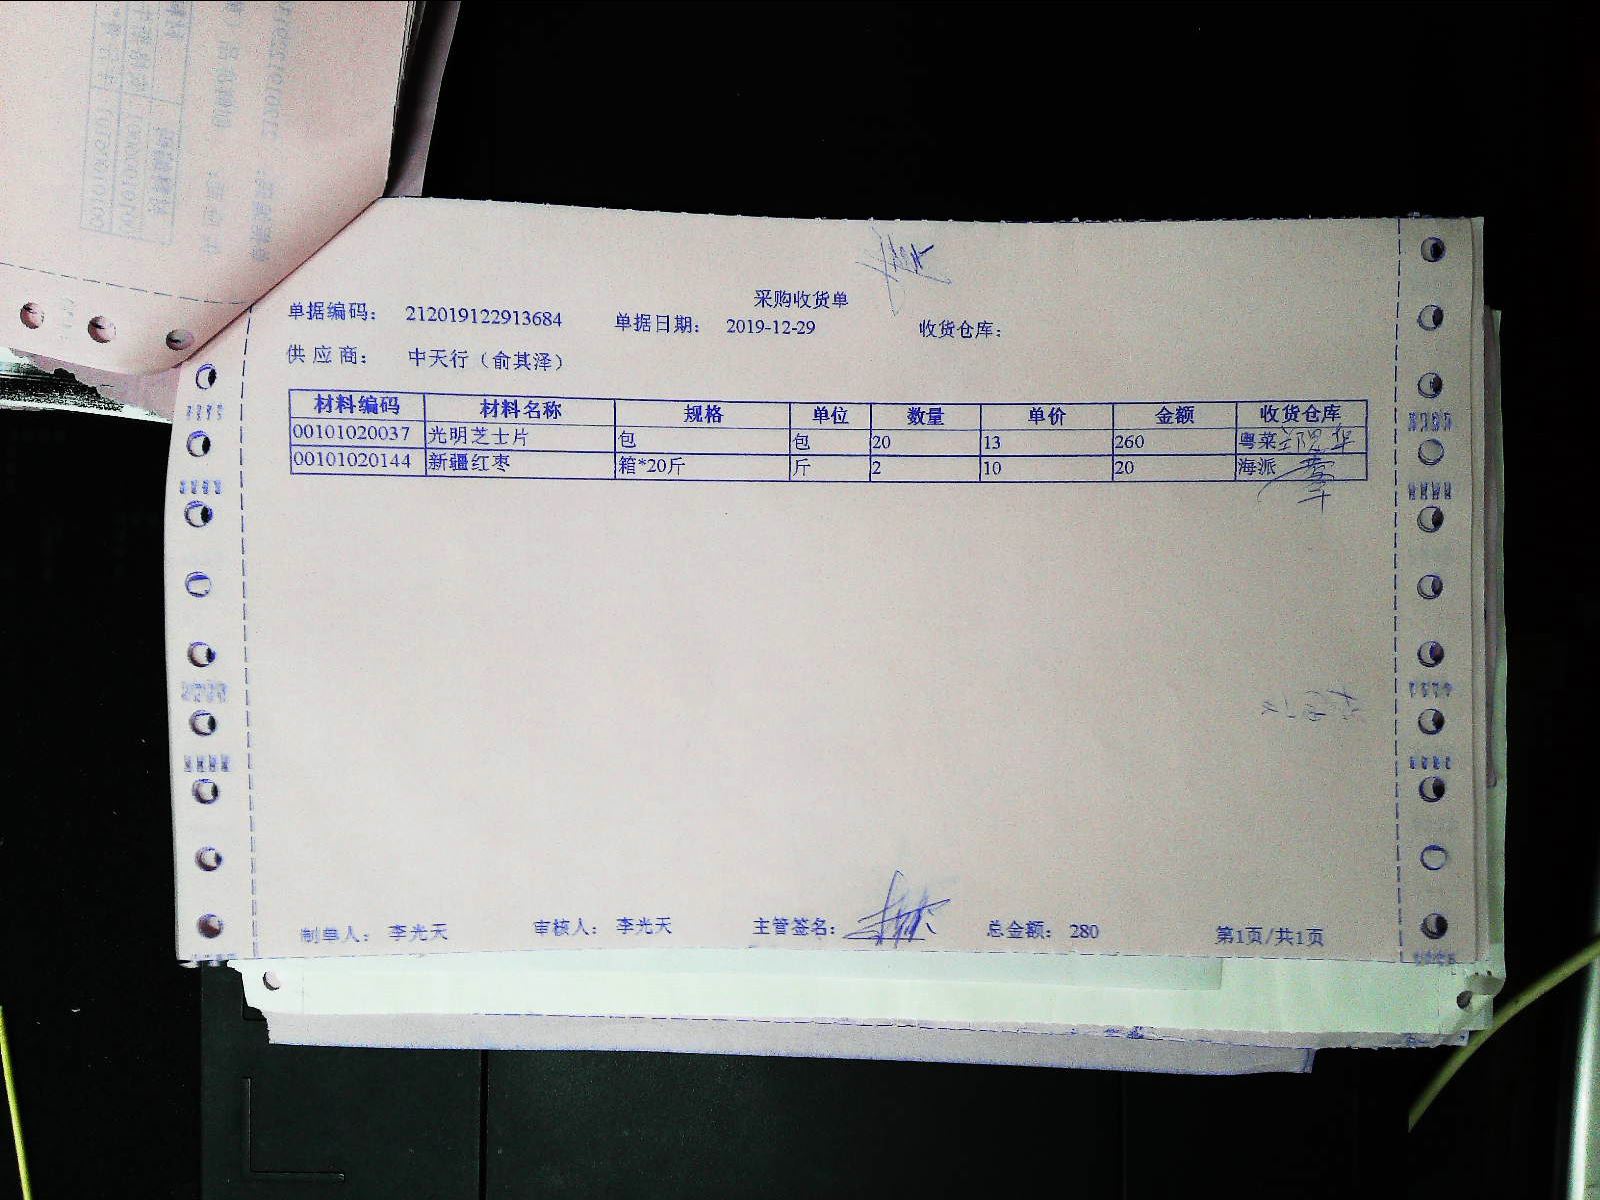 采购收货单
单据编码: 212019122913684 单据日期: 2019-12-29 收货仓库:
供应商: 中天行（俞其泽）
材料编码 材料名称 规格 单位 数量 单价 金额 收货仓库
00101020037 光明芝士片 包 包 20 13 260 粤菜
00101020144 新疆红枣 箱*20斤 斤 2 10 20 海派
制单人: 李光天 审核人: 李光天 主管签名: 总金额: 280 第1页/共1页